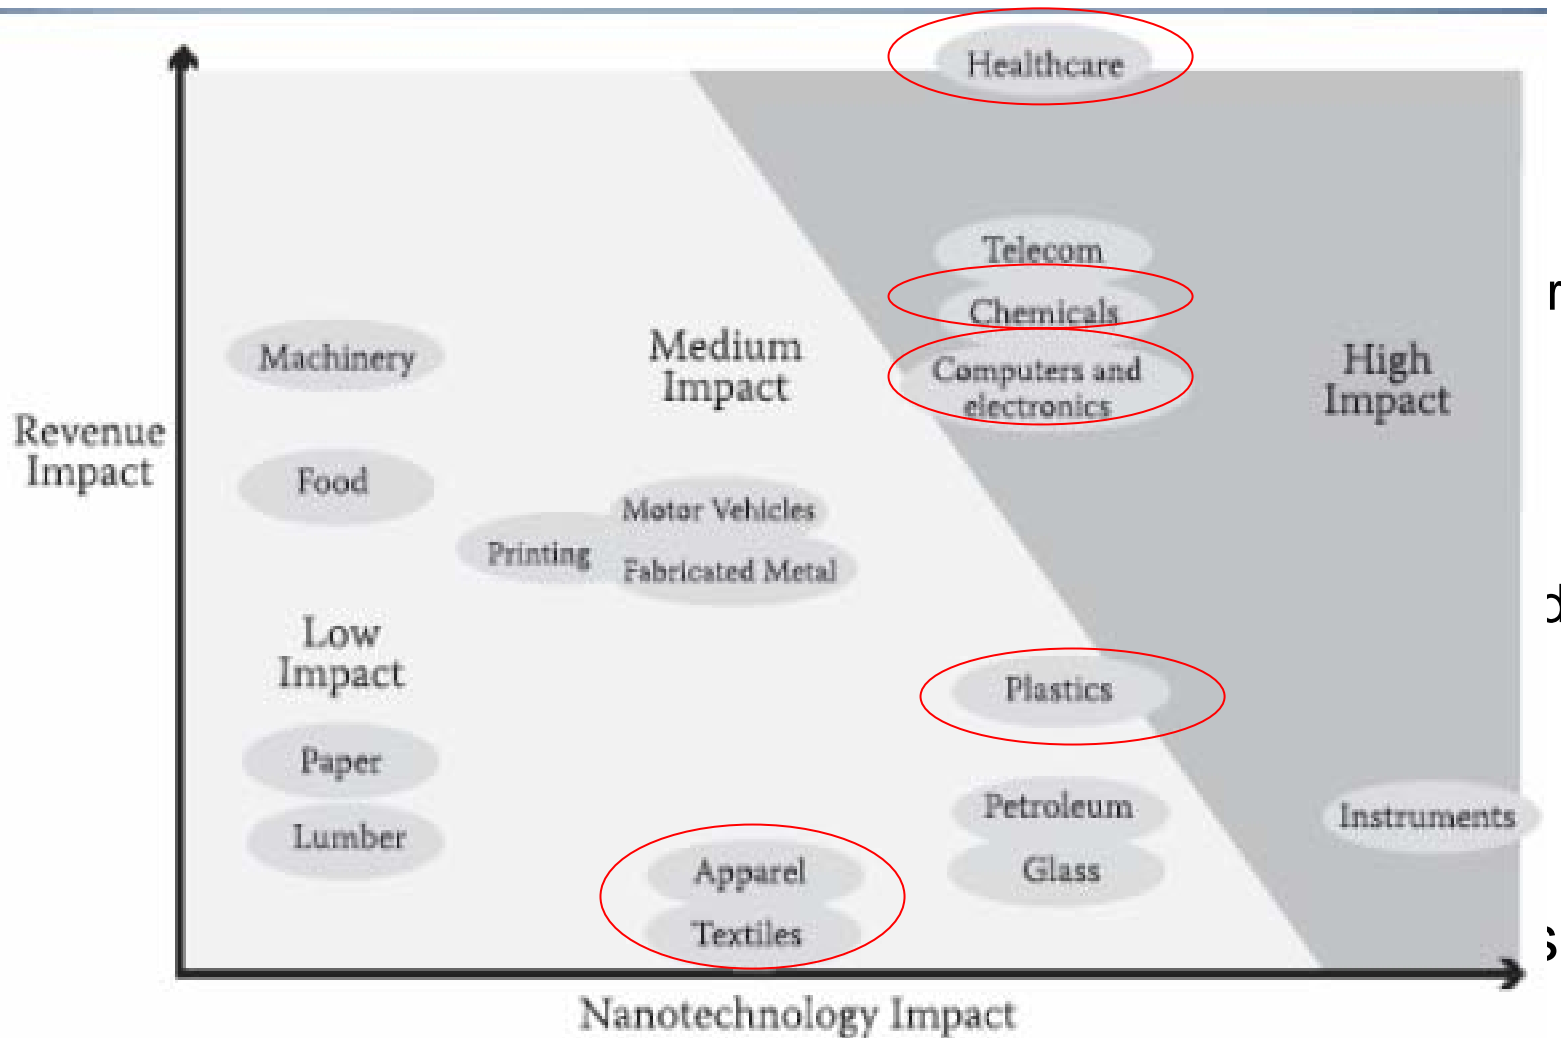 Healthcare
Telecom
Chemicals
Computers and
electronics
Machinery
Medium
Impact
High
Impact
Revenue
Impact
Food
Motor Vehicles
Printing
Fabricated Metal
Low
Impact
Plastics
Paper
Petroleum
Instruments
Lumber
Apparel
Glass
Textiles
Nanotechnology Impact